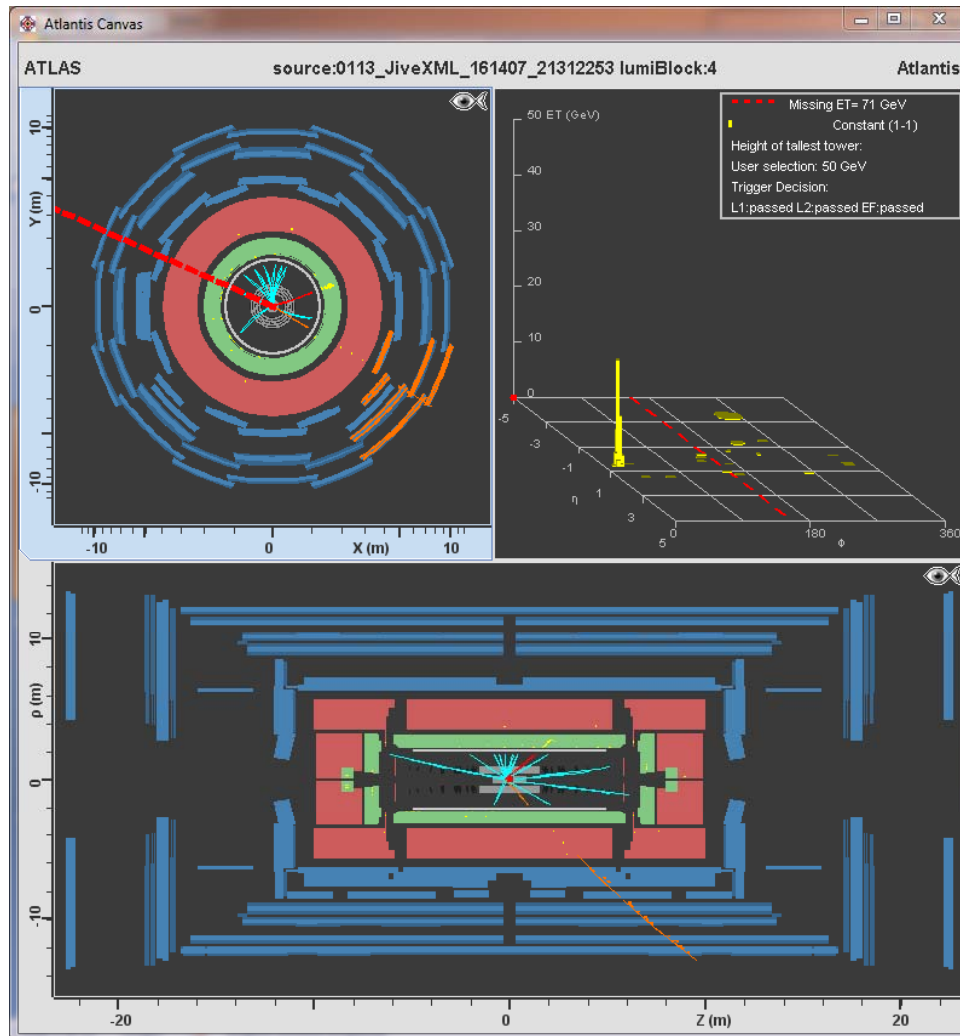 Atlantis Canvas
ATLAS source:0113_JiveXML_161407_21312253 lumiBlock:4 Atlantis
10
Y (m)
0
-10
-10 0 X (m) 10
50 ET (GeV)
40
30
20
10
0
-5
-3
-1
η 1
3
5
0 180 Φ 360
Missing ET= 71 GeV
Constant (1-1)
Height of tallest tower:
User selection: 50 GeV
Trigger Decision:
L1:passed L2:passed EF:passed
10
ρ (m)
0
-10
-20 0 Z (m) 20